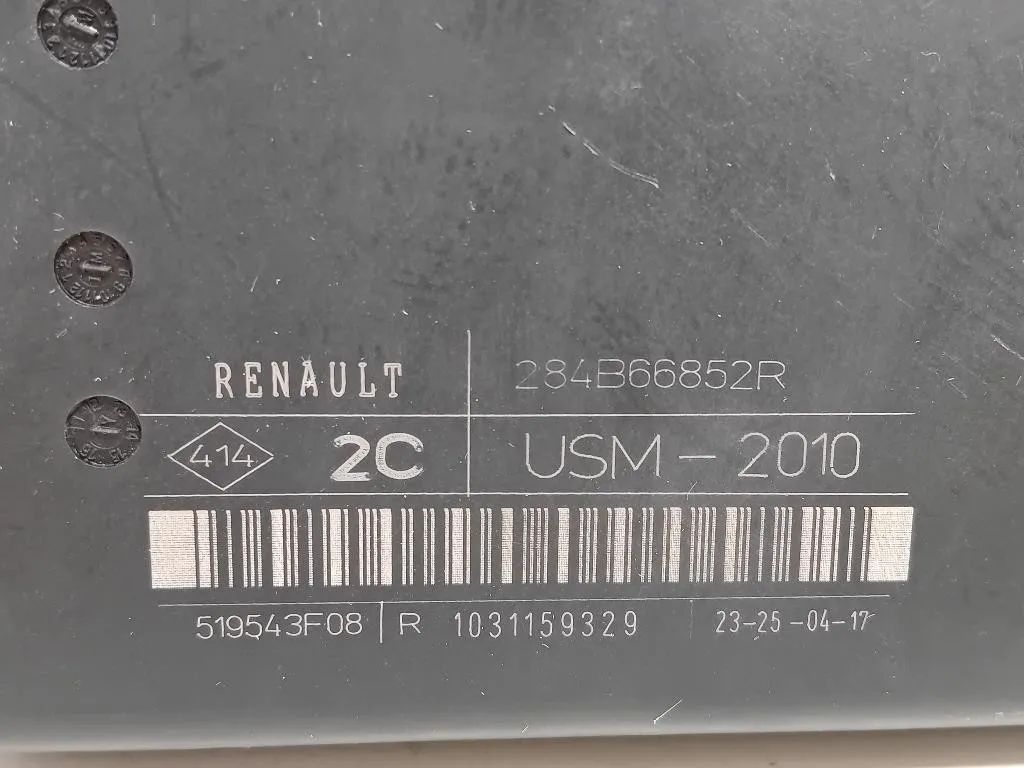 RENAULT 284B66852R
414 2C USM - 2010
519543F08 R 1031159329 23-25-04-17